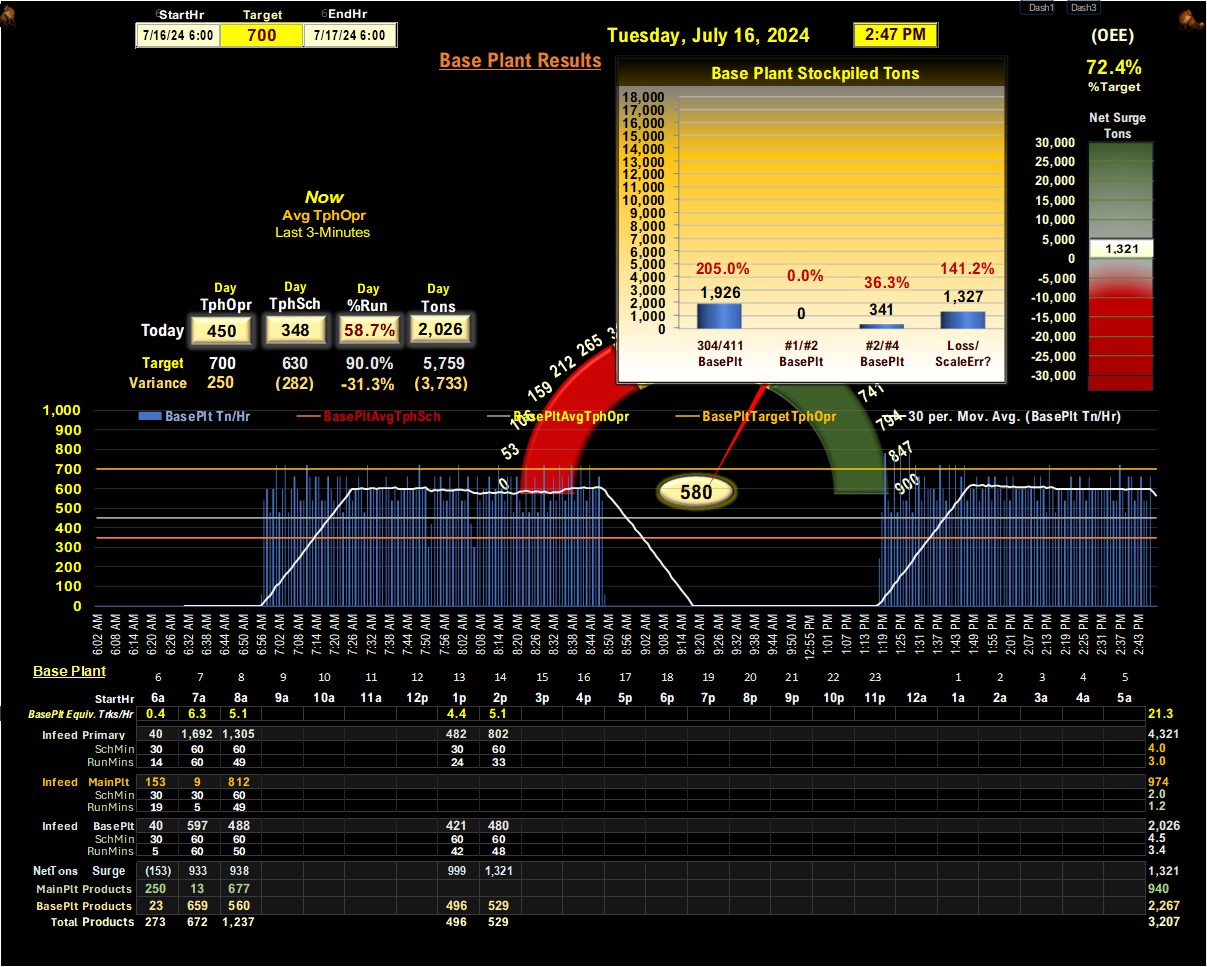 Dash1 Dash3
StartHr Target EndHr
7/16/24 6:00 700 7/17/24 6:00
Tuesday, July 16, 2024 2:47 PM
(OEE)
72.4%
%Target
Base Plant Results
Base Plant Stockpiled Tons
18,000
17,000
16,000
15,000
14,000
13,000
12,000
11,000
10,000
9,000
8,000
7,000
6,000
5,000
4,000
3,000
2,000
1,000
0
205.0% 0.0% 36.3% 141.2%
1,926 0 341 1,327
304/411 #1/#2 #2/#4 Loss/
BasePlt BasePlt BasePlt ScaleErr?
Net Surge
Tons
30,000
25,000
20,000
15,000
10,000
5,000
0
-5,000
-10,000
-15,000
-20,000
-25,000
-30,000
1,321
Now
Avg TphOpr
Last 3-Minutes
Day Day Day Day
TphOpr TphSch %Run Tons
Today 450 348 58.7% 2,026
Target 700 630 90.0% 5,759
Variance 250 (282) -31.3% (3,733)
0 53 106 159 212 265
741 794 847 900
580
BasePlt Tn/Hr BasePltAvgTphSch BasePltAvgTphOpr BasePltTargetTphOpr 30 per. Mov. Avg. (BasePlt Tn/Hr)
1,000
900
800
700
600
500
400
300
200
100
0
6:02 AM 6:08 AM 6:14 AM 6:20 AM 6:26 AM 6:32 AM 6:38 AM 6:44 AM 6:50 AM 6:56 AM 7:02 AM 7:08 AM 7:14 AM 7:20 AM 7:26 AM 7:32 AM 7:38 AM 7:44 AM 7:50 AM 7:56 AM 8:02 AM 8:08 AM 8:14 AM 8:20 AM 8:26 AM 8:32 AM 8:38 AM 8:44 AM 8:50 AM 8:56 AM 9:02 AM 9:08 AM 9:14 AM 9:20 AM 9:26 AM 9:32 AM 9:38 AM 9:44 AM 9:50 AM 12:55 PM 1:01 PM 1:07 PM 1:13 PM 1:19 PM 1:25 PM 1:31 PM 1:37 PM 1:43 PM 1:49 PM 1:55 PM 2:01 PM 2:07 PM 2:13 PM 2:19 PM 2:25 PM 2:31 PM 2:37 PM 2:43 PM
Base Plant 6 7 8 9 10 11 12 13 14 15 16 17 18 19 20 21 22 23 1 2 3 4 5
StartHr 6a 7a 8a 9a 10a 11a 12p 1p 2p 3p 4p 5p 6p 7p 8p 9p 10p 11p 12a 1a 2a 3a 4a 5a
BasePlt Equiv. Trks/Hr 0.4 6.3 5.1 4.4 5.1 21.3
Infeed Primary 40 1,692 1,305 482 802 4,321
SchMin 30 60 60 30 60 4.0
RunMins 14 60 49 24 33 3.0
Infeed MainPlt 153 9 812 974
SchMin 30 30 60 2.0
RunMins 19 5 49 1.2
Infeed BasePlt 40 597 488 421 480 2,026
SchMin 30 60 60 60 60 4.5
RunMins 5 60 50 42 48 3.4
NetTons Surge (153) 933 938 999 1,321 1,321
MainPlt Products 250 13 677 940
BasePlt Products 23 659 560 496 529 2,267
Total Products 273 672 1,237 496 529 3,207